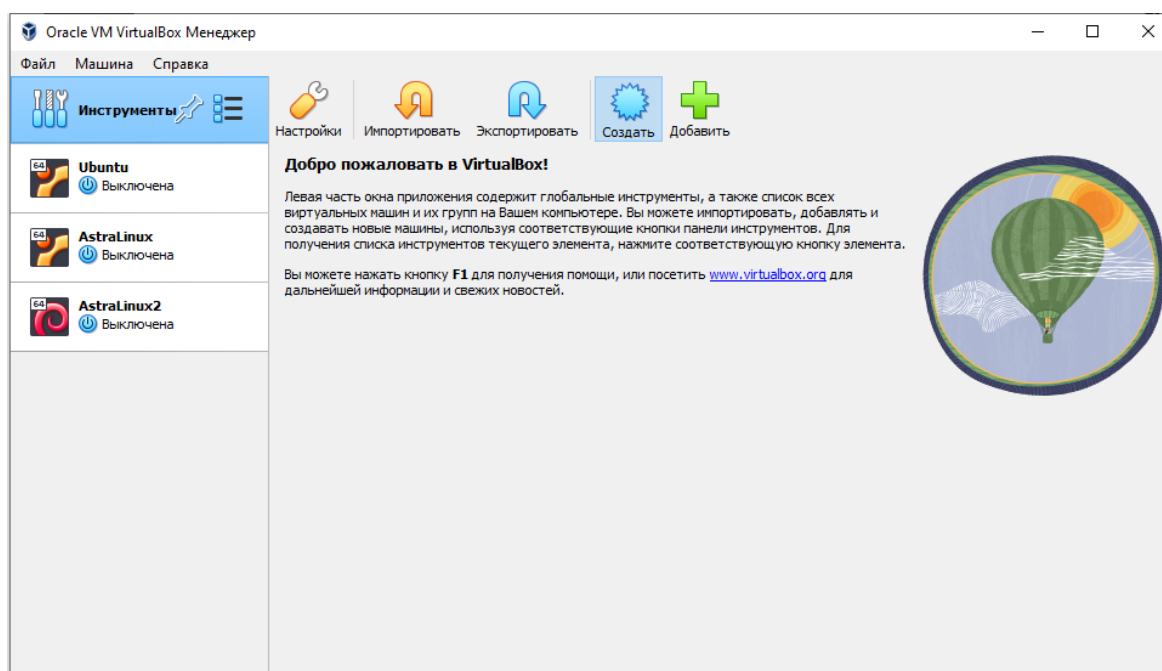 Oracle VM VirtualBox Менеджер
Файл Машина Справка
Инструменты
Настройки Импортировать Экспортировать Создать Добавить
64
Ubuntu
Выключена
64
AstraLinux
Выключена
64
AstraLinux2
Выключена
Добро пожаловать в VirtualBox!
Левая часть окна приложения содержит глобальные инструменты, а также список всех
виртуальных машин и их групп на Вашем компьютере. Вы можете импортировать, добавлять и
создавать новые машины, используя соответствующие кнопки панели инструментов. Для
получения списка инструментов текущего элемента, нажмите соответствующую кнопку элемента.
Вы можете нажать кнопку F1 для получения помощи, или посетить www.virtualbox.org для
дальнейшей информации и свежих новостей.